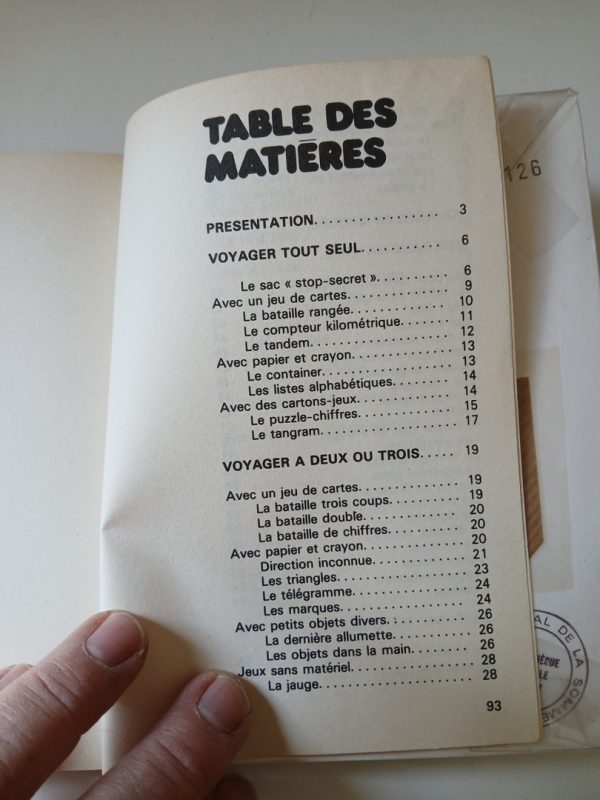 TABLE DES
MATIÈRES
PRESENTATION. . . . . . . . . . . . . . . . . 3
VOYAGER TOUT SEUL. . . . . . . . . . . 6
Le sac « stop-secret ». . . . . . . . . . 6
Avec un jeu de cartes. . . . . . . . . . . . . . 9
La bataille rangée. . . . . . . . . . . . . . 10
Le compteur kilométrique. . . . . . . . 11
Le tandem. . . . . . . . . . . . . . . . . . . 12
Avec papier et crayon. . . . . . . . . . . . . 13
Le container. . . . . . . . . . . . . . . . . 13
Les listes alphabétiques. . . . . . . . . 14
Avec des cartons-jeux. . . . . . . . . . . . . 14
Le puzzle-chiffres. . . . . . . . . . . . . 15
Le tangram. . . . . . . . . . . . . . . . . . 17
VOYAGER A DEUX OU TROIS. . . . . 19
Avec un jeu de cartes. . . . . . . . . . . . . . 19
La bataille trois coups. . . . . . . . . . 19
La bataille double. . . . . . . . . . . . . 20
La bataille de chiffres. . . . . . . . . . 20
Avec papier et crayon. . . . . . . . . . . . . 20
Direction inconnue. . . . . . . . . . . . 21
Les triangles. . . . . . . . . . . . . . . . . 23
Le télégramme. . . . . . . . . . . . . . . 24
Les marques. . . . . . . . . . . . . . . . . 24
Avec petits objets divers. . . . . . . . . . . 26
La dernière allumette. . . . . . . . . . . 26
Les objets dans la main. . . . . . . . . 26
Jeux sans matériel. . . . . . . . . . . . . . . . 28
La jauge. . . . . . . . . . . . . . . . . . . . 28
93
126
AL DE LA SOMME